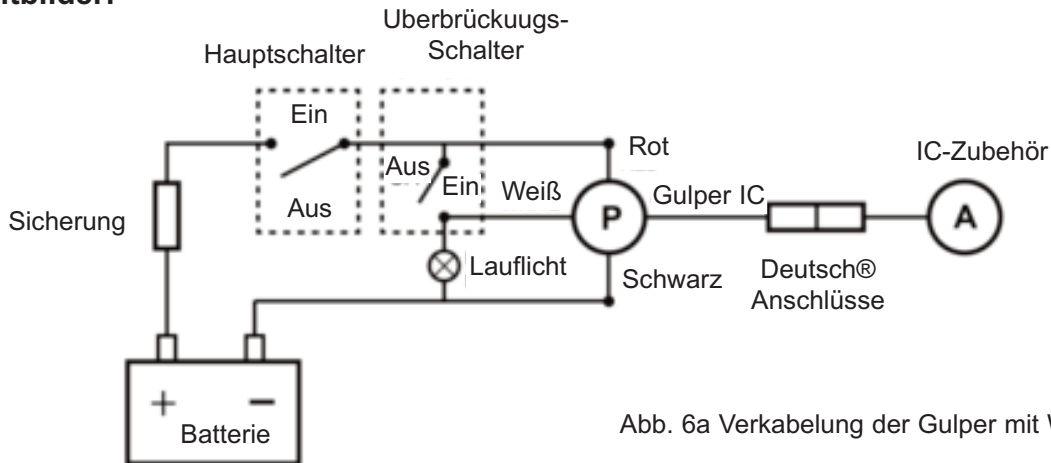 Uberbrückuugs-
Schalter
Hauptschalter
Ein
Aus
Aus
Ein
Rot
Weiß
Gulper IC
IC-Zubehör
P
A
Sicherung
Lauflicht
Schwarz
Deutsch®
Anschlüsse
+ −
Batterie
Abb. 6a Verkabelung der Gulper mit